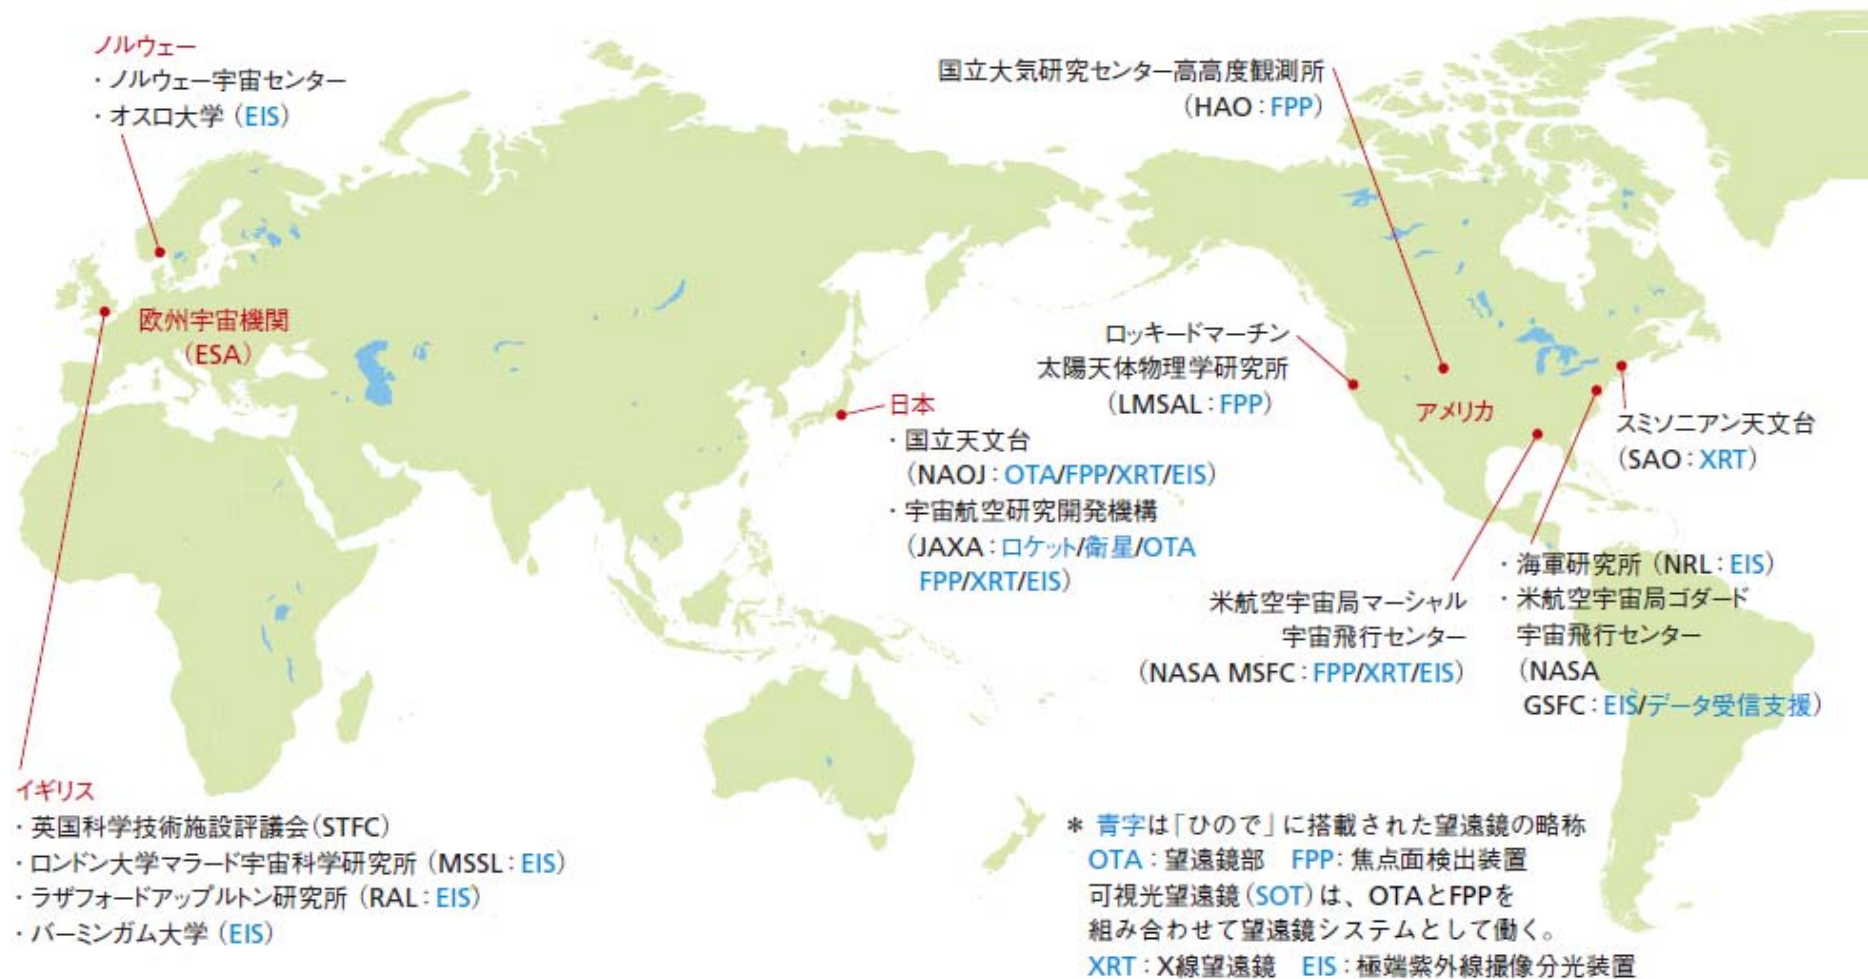 ノルウェー
・ノルウェー宇宙センター
・オスロ大学（EIS）
欧州宇宙機関
（ESA）
イギリス
・英国科学技術施設評議会（STFC）
・ロンドン大学マラード宇宙科学研究所（MSSL：EIS）
・ラザフォードアップルトン研究所（RAL：EIS）
・バーミンガム大学（EIS）
日本
・国立天文台
（NAOJ：OTA/FPP/XRT/EIS）
・宇宙航空研究開発機構
（JAXA：ロケット/衛星/OTA
FPP/XRT/EIS）
国立大気研究センター高高度観測所
（HAO：FPP）
ロッキードマーチン
太陽天体物理学研究所
（LMSAL：FPP）
アメリカ
スミソニアン天文台
（SAO：XRT）
米航空宇宙局マーシャル
宇宙飛行センター
（NASA MSFC：FPP/XRT/EIS）
・海軍研究所（NRL：EIS）
・米航空宇宙局ゴダード
宇宙飛行センター
（NASA
GSFC：EIS/データ受信支援）
＊ 青字は「ひので」に搭載された望遠鏡の略称
OTA：望遠鏡部　FPP：焦点面検出装置
可視光望遠鏡（SOT）は、OTAとFPPを
組み合わせて望遠鏡システムとして働く。
XRT：X線望遠鏡　EIS：極端紫外線撮像分光装置